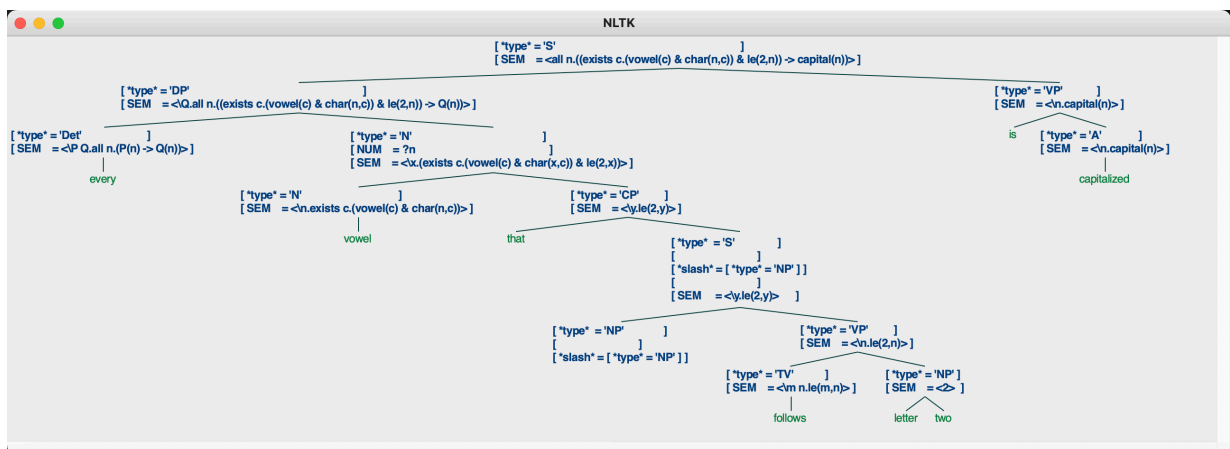 NLTK
[ *type* = 'S' ]
[ SEM = <all n.((exists c.(vowel(c) & char(n,c)) & le(2,n)) -> capital(n))> ]
[ *type* = 'DP' ]
[ SEM = <\Q.all n.((exists c.(vowel(c) & char(n,c)) & le(2,n)) -> Q(n))> ]
[ *type* = 'VP' ]
[ SEM = <\n.capital(n)> ]
[ *type* = 'Det' ]
[ SEM = <\P Q.all n.(P(n) -> Q(n))> ]
every
[ *type* = 'N' ]
[ NUM = ?n ]
[ SEM = <\x.(exists c.(vowel(c) & char(x,c)) & le(2,x))> ]
is
[ *type* = 'A' ]
[ SEM = <\n.capital(n)> ]
capitalized
[ *type* = 'N' ]
[ SEM = <\n.exists c.(vowel(c) & char(n,c))> ]
vowel
[ *type* = 'CP' ]
[ SEM = <\y.le(2,y)> ]
that
[ *type* = 'S' ]
[ ]
[ *slash* = [ *type* = 'NP' ] ]
[ ]
[ SEM = <\y.le(2,y)> ]
[ *type* = 'NP' ]
[ ]
[ *slash* = [ *type* = 'NP' ] ]
[ *type* = 'VP' ]
[ SEM = <\n.le(2,n)> ]
[ *type* = 'TV' ]
[ SEM = <\m n.le(m,n)> ]
follows
[ *type* = 'NP' ]
[ SEM = <2> ]
letter two